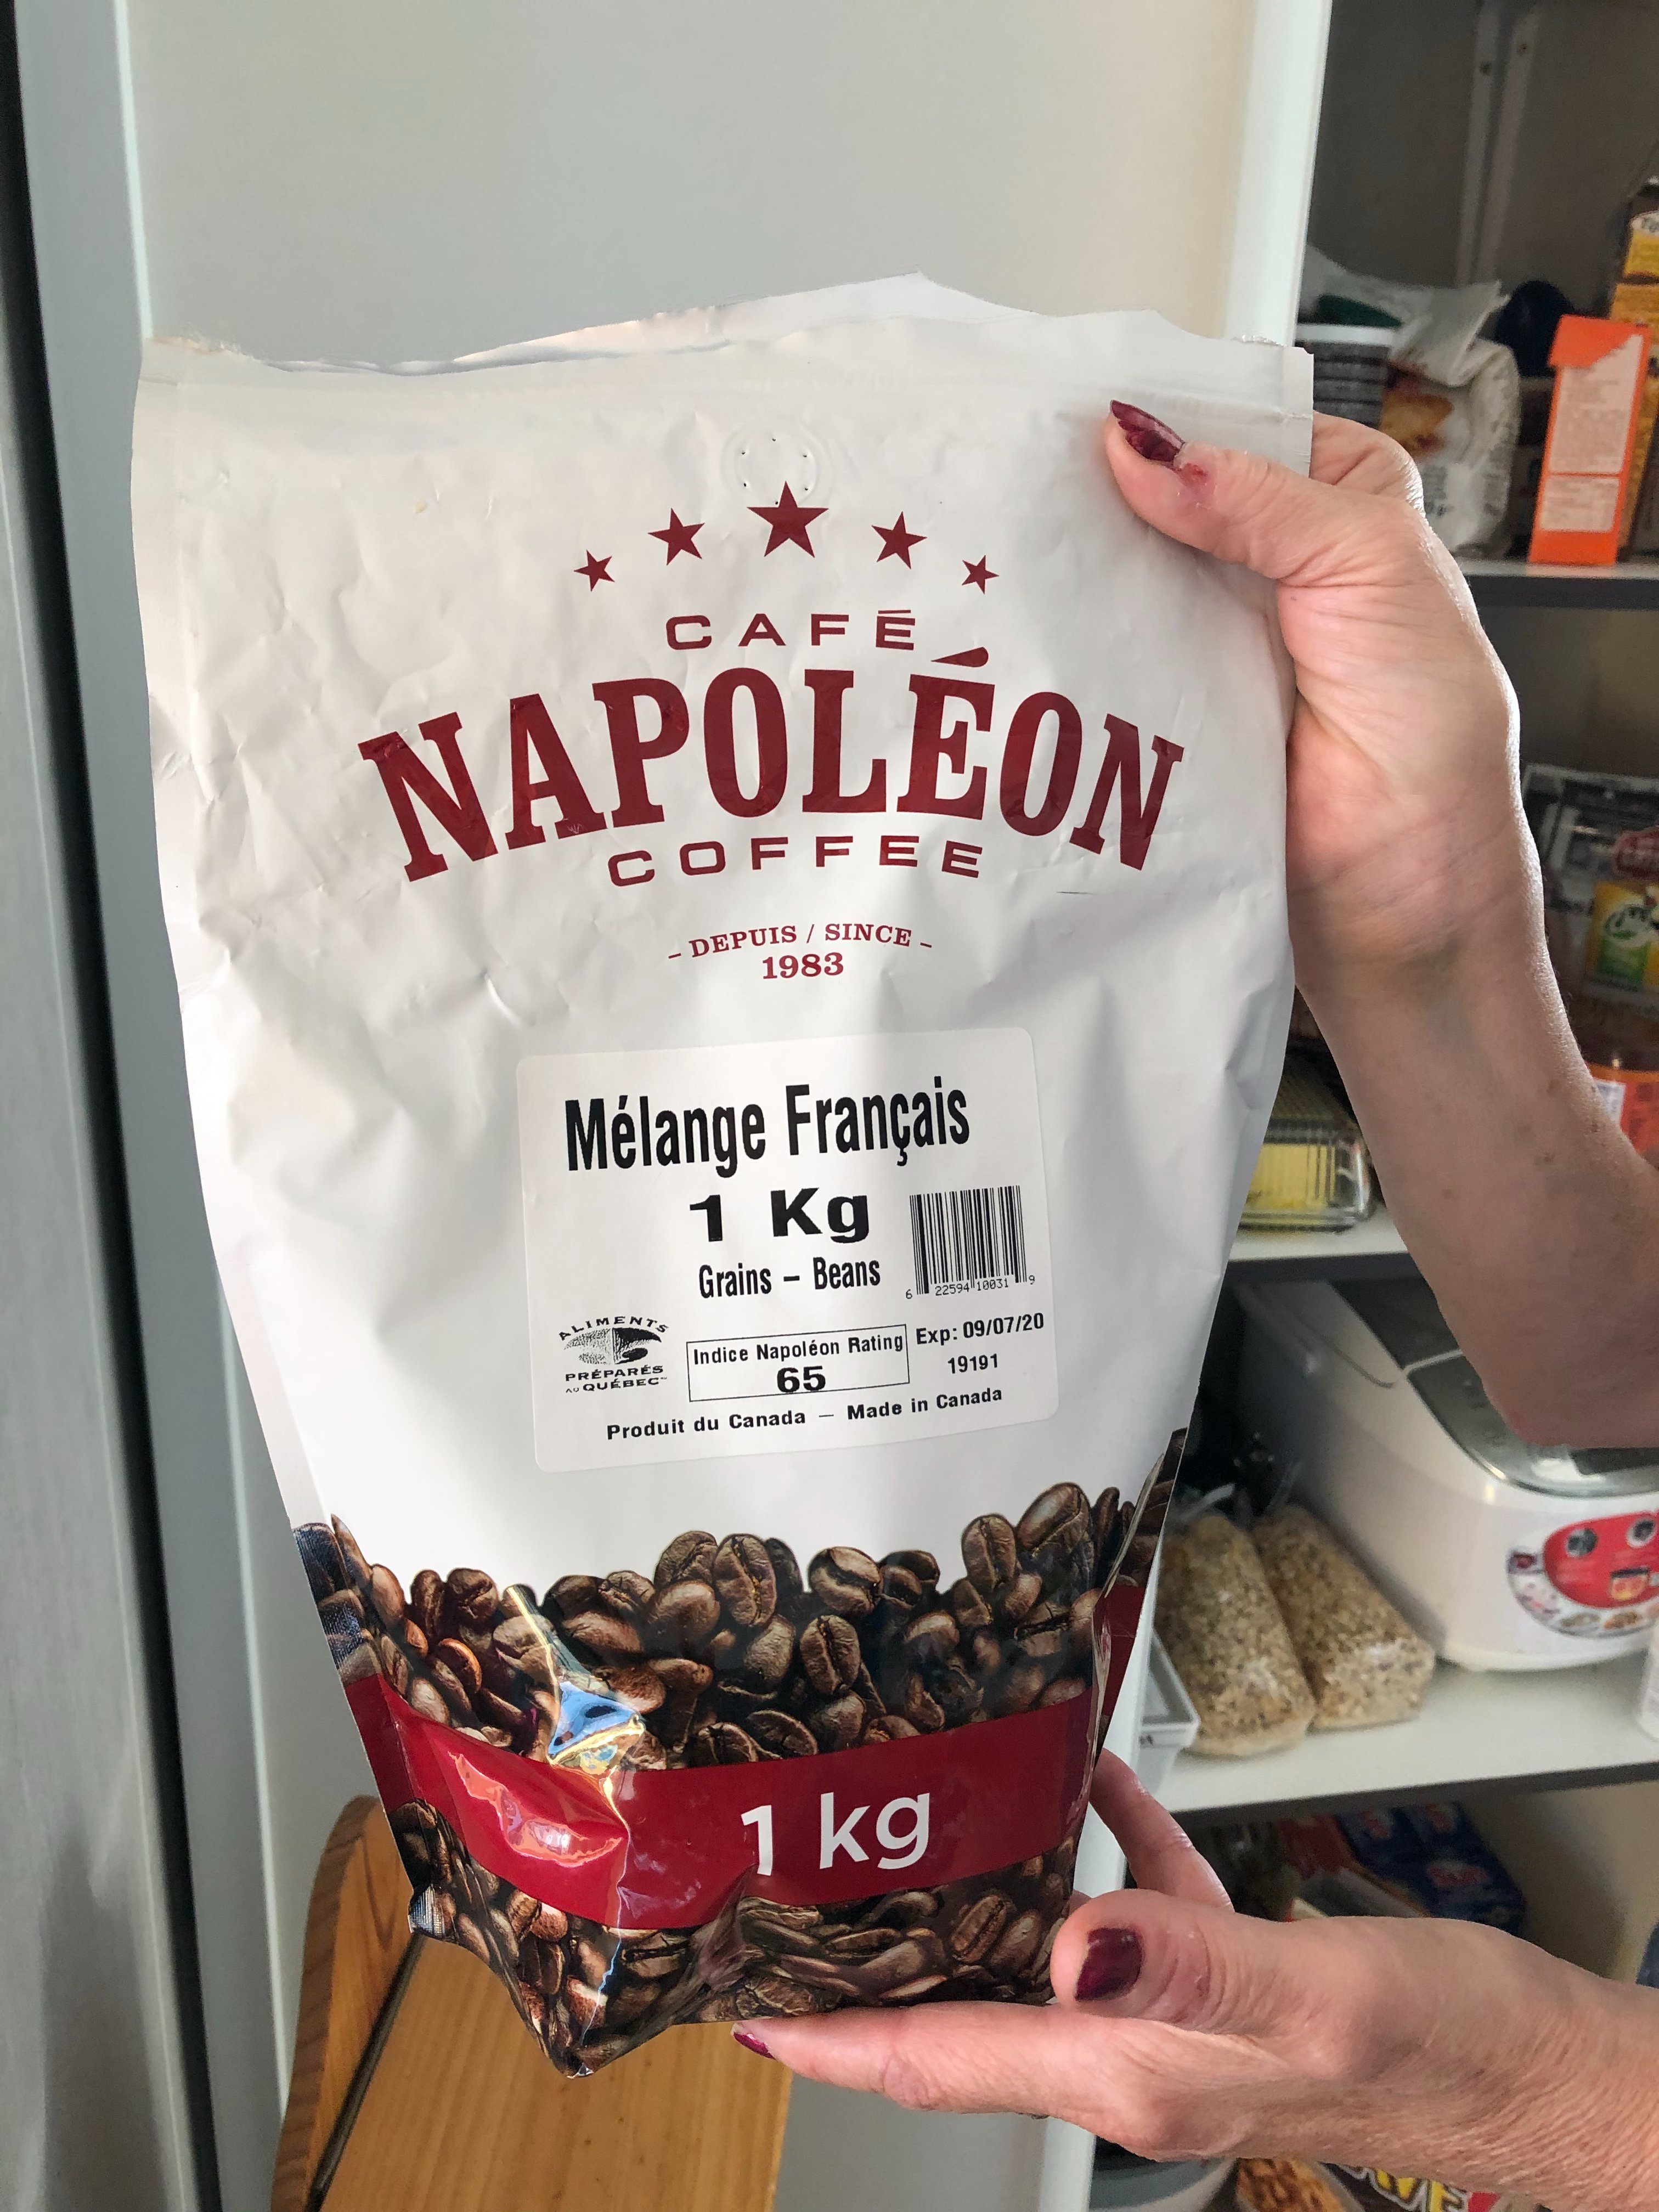 CAFÉ
NAPOLÉON
COFFEE
- DEPUIS / SINCE -
1983
Mélange Français
1 Kg
Grains – Beans
6 22594 10031 9
ALIMENTS
PRÉPARÉS
AU QUÉBEC
Indice Napoléon Rating
65
Exp: 09/07/20
19191
Produit du Canada — Made in Canada
1 kg